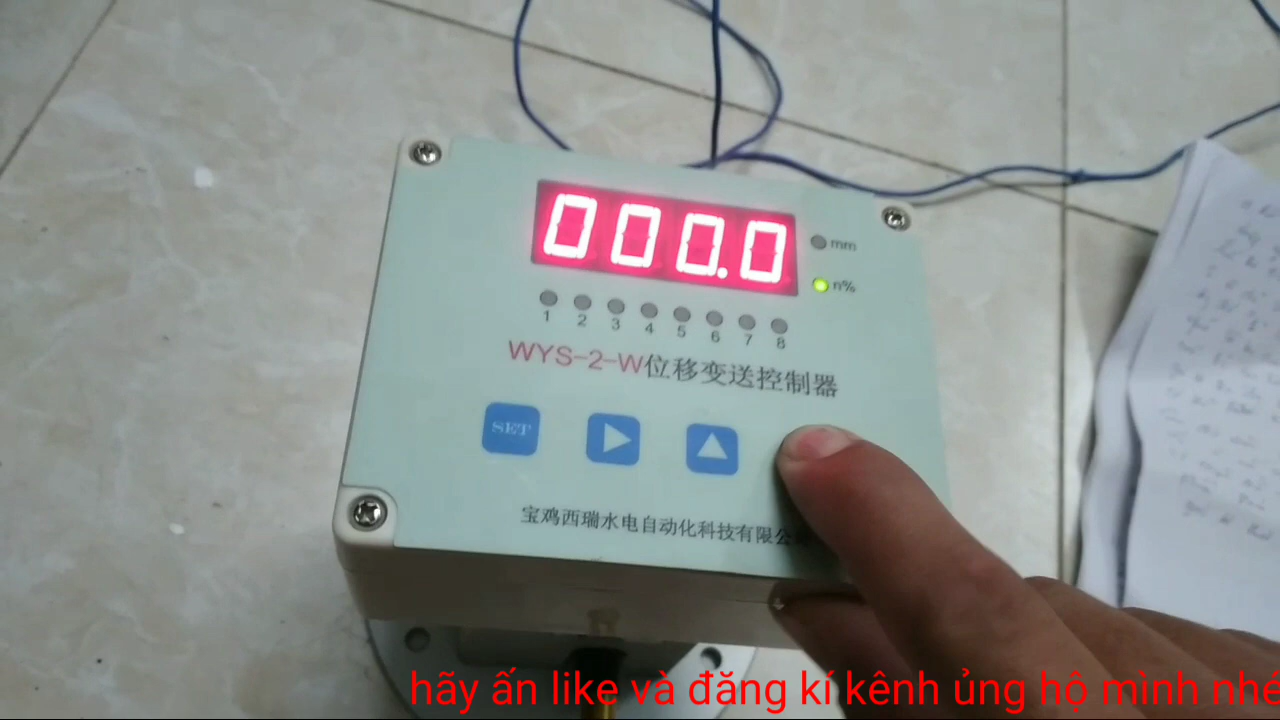 000.0
mm
n%
1 2 3 4 5 6 7 8
WYS-2-W位移变送控制器
SET
宝鸡西瑞水电自动化科技有限公
hãy ấn like và đăng kí kênh ủng hộ mình nhé